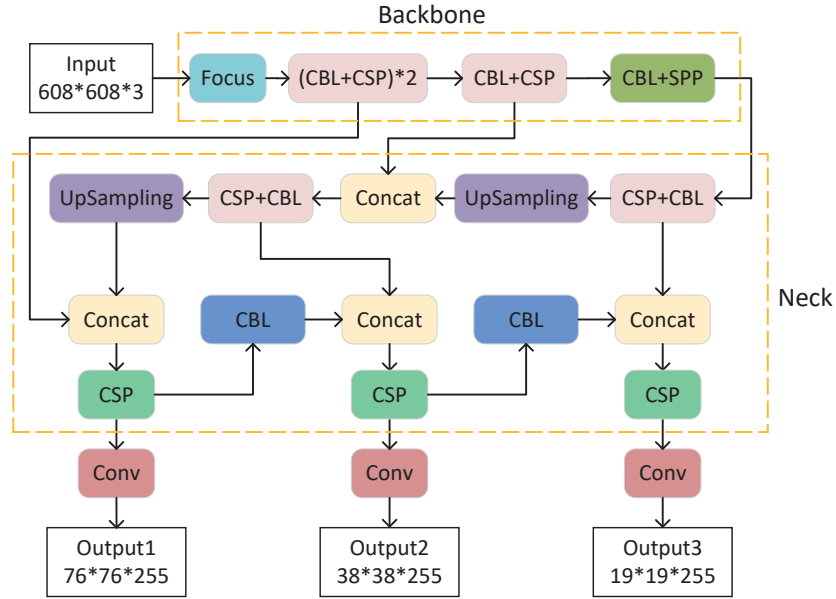 Backbone
Input
608*608*3
Focus
(CBL+CSP)*2
CBL+CSP
CBL+SPP
UpSampling
CSP+CBL
Concat
UpSampling
CSP+CBL
Concat
CBL
Concat
CBL
Concat
Neck
CSP
CSP
CSP
Conv
Conv
Conv
Output1
76*76*255
Output2
38*38*255
Output3
19*19*255